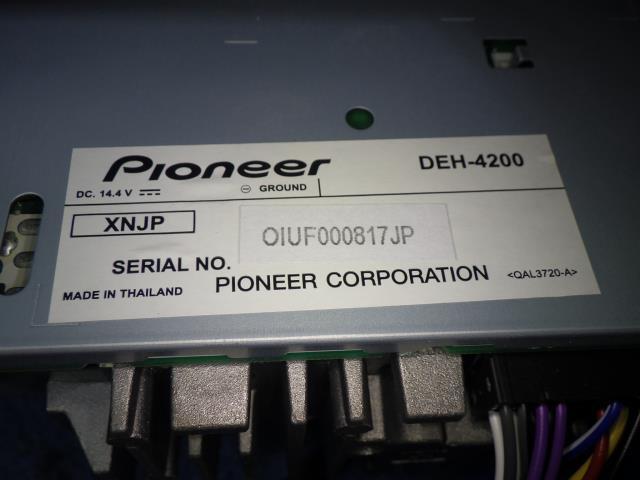 Pioneer DEH-4200
DC. 14.4 V ⎓ ⊖ GROUND
XNJP
OIUF000817JP
SERIAL NO.
PIONEER CORPORATION <QAL3720-A>
MADE IN THAILAND